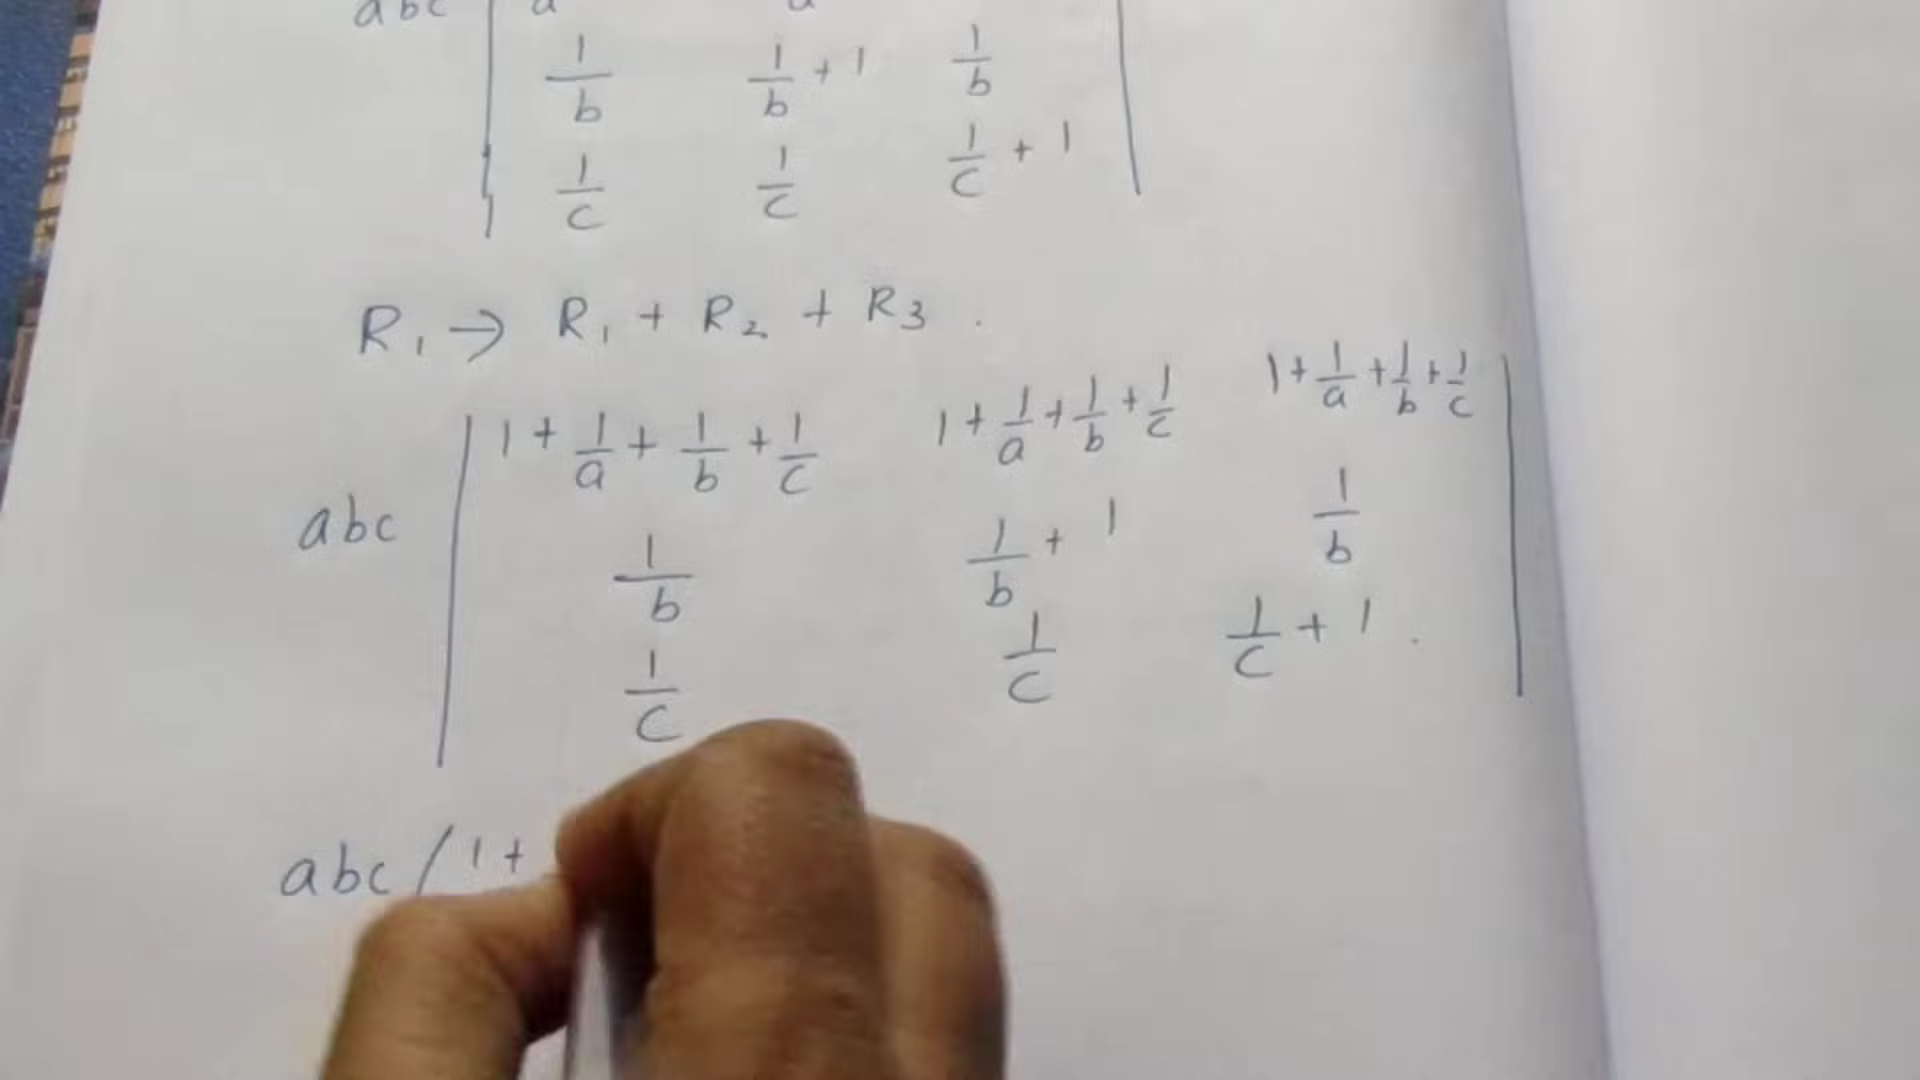 abc | a a
1/b 1/b + 1 1/b
1/c 1/c 1/c + 1 |
R₁ → R₁ + R₂ + R₃ .
abc | 1 + 1/a + 1/b + 1/c 1 + 1/a + 1/b + 1/c 1 + 1/a + 1/b + 1/c |
1/b 1/b + 1 1/b
1/c 1/c 1/c + 1 .
abc ( 1 +